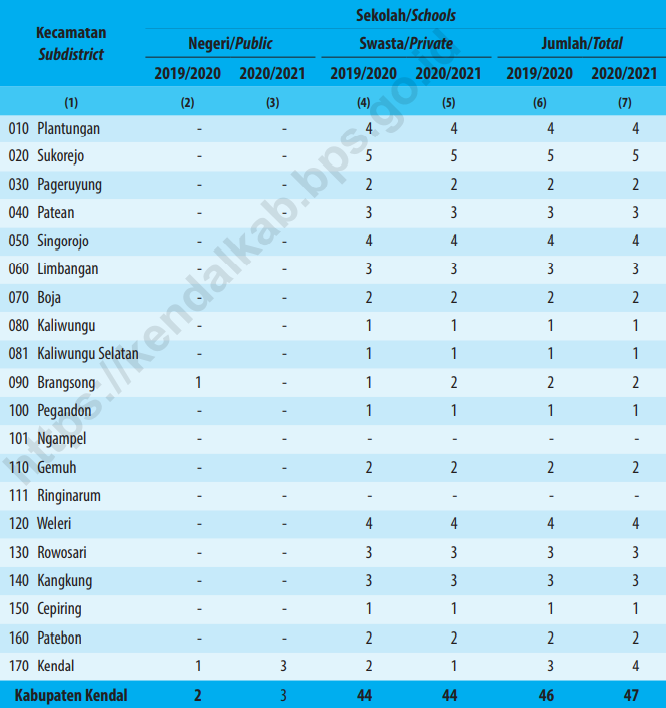 Kecamatan
Subdistrict
Sekolah/Schools
Negeri/Public Swasta/Private Jumlah/Total
2019/2020 2020/2021 2019/2020 2020/2021 2019/2020 2020/2021
(1) (2) (3) (4) (5) (6) (7)
010 Plantungan - - 4 4 4 4
020 Sukorejo - - 5 5 5 5
030 Pageruyung - - 2 2 2 2
040 Patean - - 3 3 3 3
050 Singorojo - - 4 4 4 4
060 Limbangan - - 3 3 3 3
070 Boja - - 2 2 2 2
080 Kaliwungu - - 1 1 1 1
081 Kaliwungu Selatan - - 1 1 1 1
090 Brangsong 1 - 1 2 2 2
100 Pegandon - - 1 1 1 1
101 Ngampel - - - - - -
110 Gemuh - - 2 2 2 2
111 Ringinarum - - - - - -
120 Weleri - - 4 4 4 4
130 Rowosari - - 3 3 3 3
140 Kangkung - - 3 3 3 3
150 Cepiring - - 1 1 1 1
160 Patebon - - 2 2 2 2
170 Kendal 1 3 2 1 3 4
Kabupaten Kendal 2 3 44 44 46 47
https://kendalkab.bps.go.id